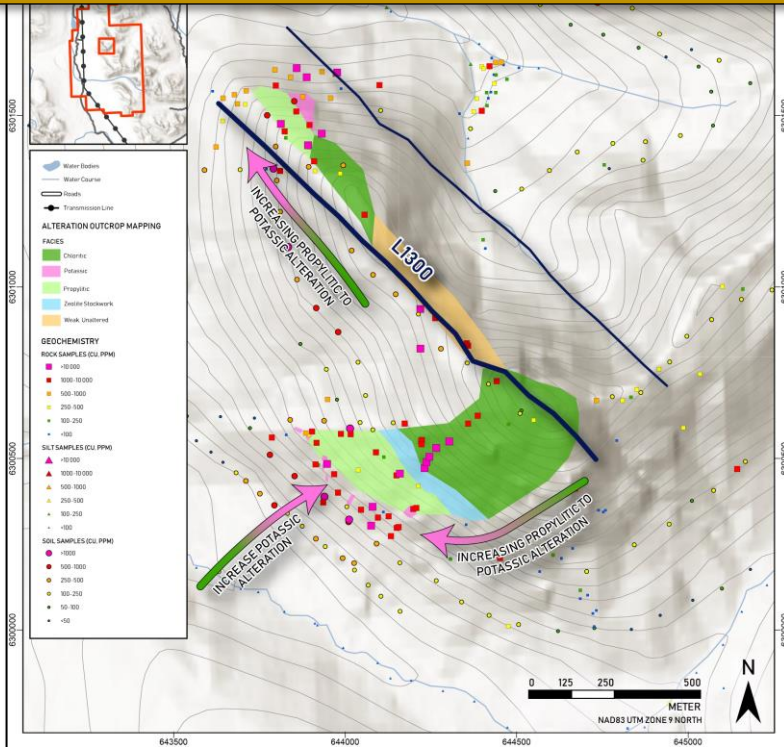 Water Bodies
Water Course
Roads
Transmission Line
ALTERATION OUTCROP MAPPING
FACIES
Chloritic
Potassic
Propylitic
Zeolite Stockwork
Weak Unaltered
GEOCHEMISTRY
ROCK SAMPLES (CU, PPM)
>10 000
1000-10 000
500-1000
250-500
100-250
<100
SILT SAMPLES (CU, PPM)
>10 000
1000-10 000
500-1000
250-500
100-250
<100
SOIL SAMPLES (CU, PPM)
>1000
500-1000
250-500
100-250
50-100
<50
INCREASING PROPYLITIC TO
POTASSIC ALTERATION
L1300
INCREASE POTASSIC
ALTERATION
INCREASING PROPYLITIC TO
POTASSIC ALTERATION
6301500
6301000
6300500
6300000
6301000
6300500
6300000
643500
644000
644500
645000
0
125
250
500
METER
NAD83 UTM ZONE 9 NORTH
N